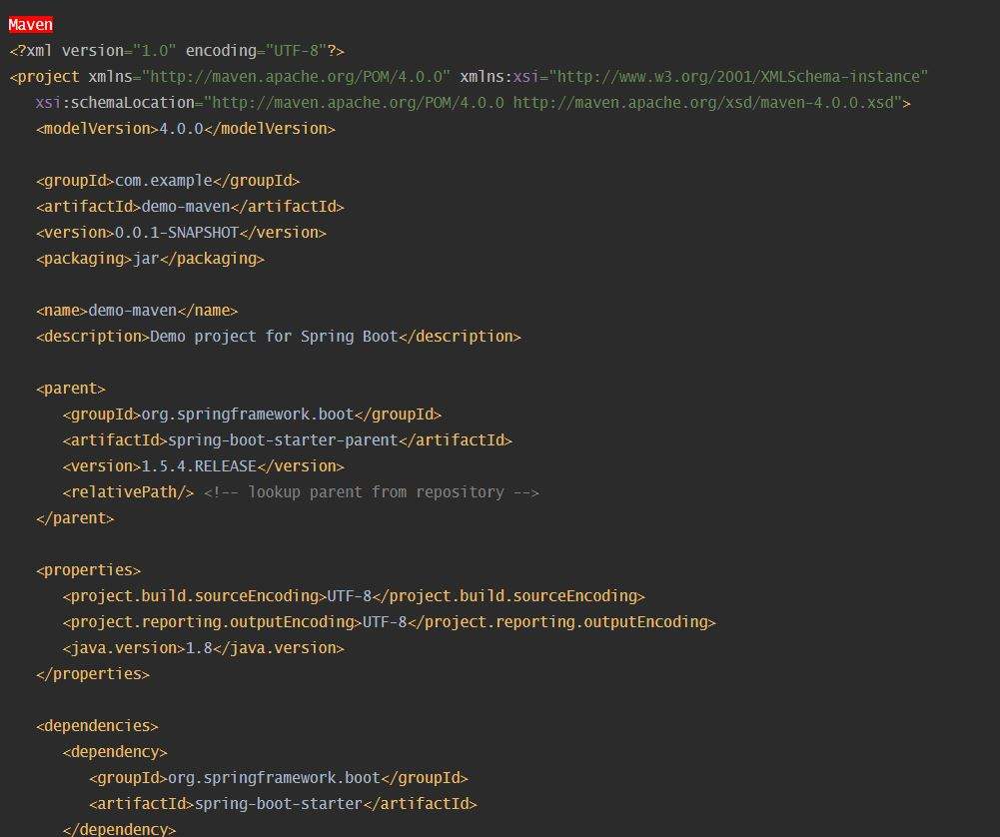 Maven
<?xml version="1.0" encoding="UTF-8"?>
<project xmlns="http://maven.apache.org/POM/4.0.0" xmlns:xsi="http://www.w3.org/2001/XMLSchema-instance"
   xsi:schemaLocation="http://maven.apache.org/POM/4.0.0 http://maven.apache.org/xsd/maven-4.0.0.xsd">
   <modelVersion>4.0.0</modelVersion>

   <groupId>com.example</groupId>
   <artifactId>demo-maven</artifactId>
   <version>0.0.1-SNAPSHOT</version>
   <packaging>jar</packaging>

   <name>demo-maven</name>
   <description>Demo project for Spring Boot</description>

   <parent>
      <groupId>org.springframework.boot</groupId>
      <artifactId>spring-boot-starter-parent</artifactId>
      <version>1.5.4.RELEASE</version>
      <relativePath/> <!-- lookup parent from repository -->
   </parent>

   <properties>
      <project.build.sourceEncoding>UTF-8</project.build.sourceEncoding>
      <project.reporting.outputEncoding>UTF-8</project.reporting.outputEncoding>
      <java.version>1.8</java.version>
   </properties>

   <dependencies>
      <dependency>
         <groupId>org.springframework.boot</groupId>
         <artifactId>spring-boot-starter</artifactId>
      </dependency>